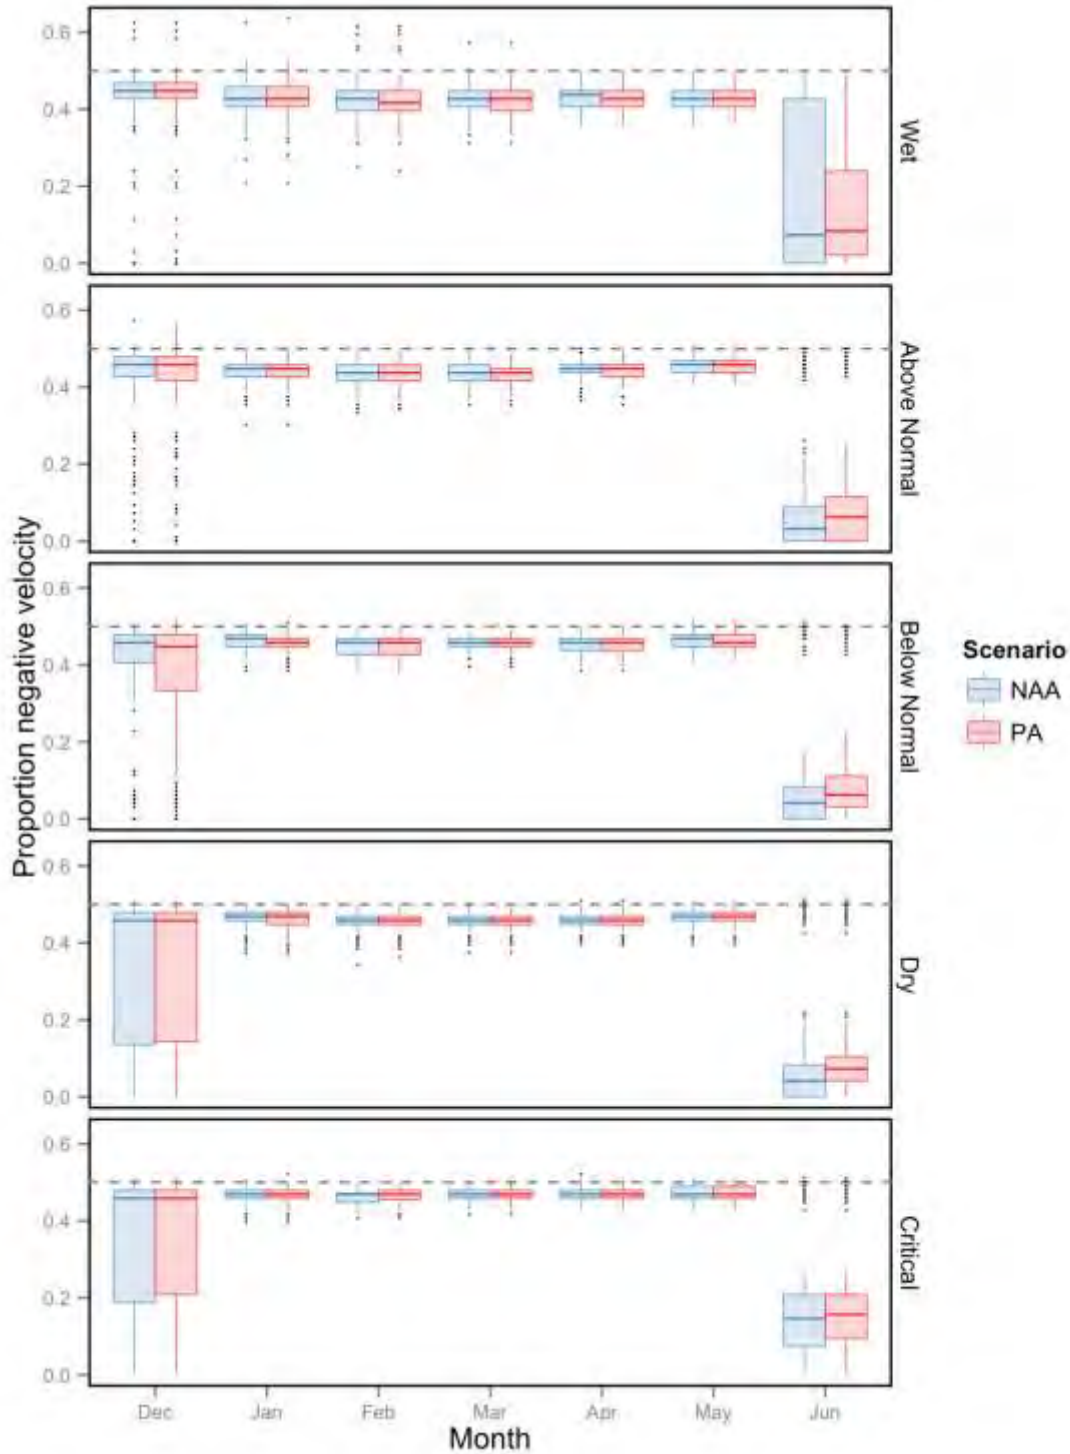 Proportion negative velocity
0.6
0.4
0.2
0.0
Wet
0.6
0.4
0.2
0.0
Above Normal
0.6
0.4
0.2
0.0
Below Normal
0.6
0.4
0.2
0.0
Dry
0.6
0.4
0.2
0.0
Critical
Dec Jan Feb Mar Apr May Jun
Month
Scenario
NAA
PA